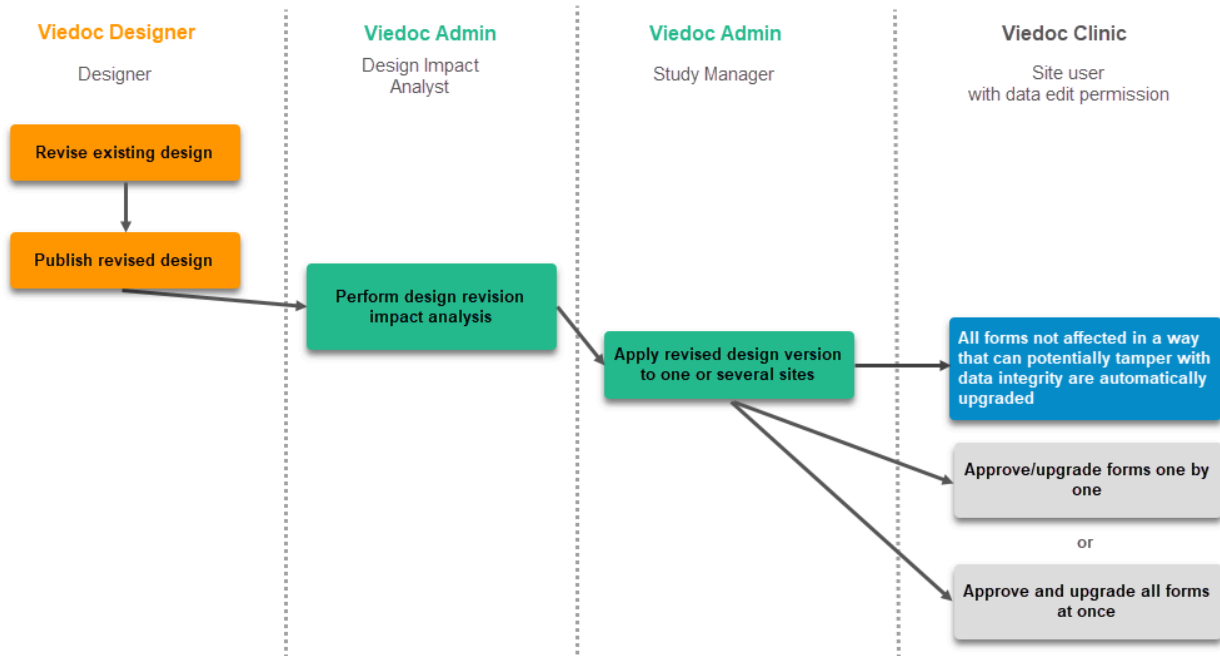 Viedoc Designer
Designer
Viedoc Admin
Design Impact
Analyst
Viedoc Admin
Study Manager
Viedoc Clinic
Site user
with data edit permission
Revise existing design
Publish revised design
Perform design revision
impact analysis
Apply revised design version
to one or several sites
All forms not affected in a way
that can potentially tamper with
data integrity are automatically
upgraded
Approve/upgrade forms one by
one
or
Approve and upgrade all forms
at once